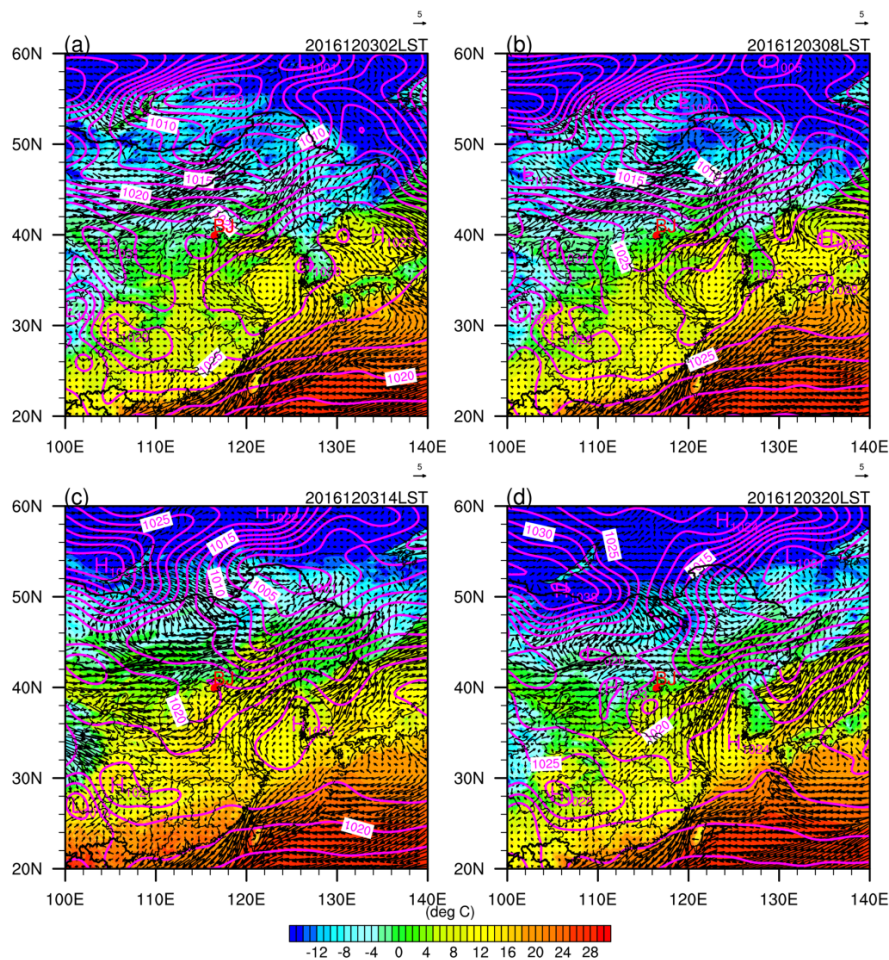 5 5
(a) 2016120302LST (b) 2016120308LST
60N 60N
1010 1010
50N 50N
1015 1015
1020
BJ BJ
40N 40N
H 1025
30N 30N
1025 1025
1020
20N 20N
100E 110E 120E 130E 140E 100E 110E 120E 130E 140E
5 5
(c) 2016120314LST (d) 2016120320LST
60N 60N
1025 H 1030 H
1015 1025 1015
H L
1010 1005
50N 50N
BJ BJ
40N 40N
1020 1020
L H
1025
30N 30N
1020
20N 20N
100E 110E 120E 130E 140E 100E 110E 120E 130E 140E
(deg C)
-12 -8 -4 0 4 8 12 16 20 24 28